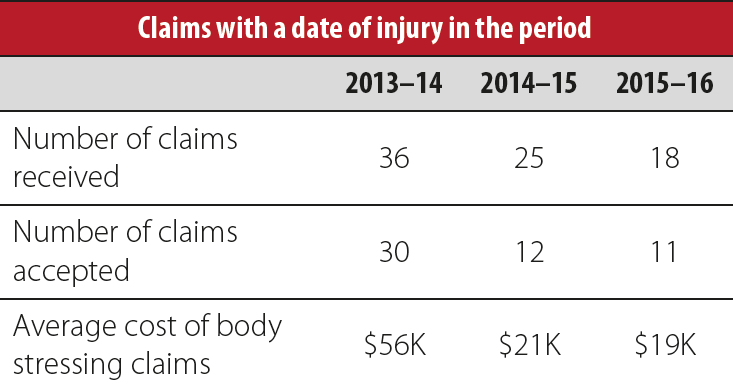 Claims with a date of injury in the period
2013–14 2014–15 2015–16
Number of claims
received
36 25 18
Number of claims
accepted
30 12 11
Average cost of body
stressing claims
$56K $21K $19K